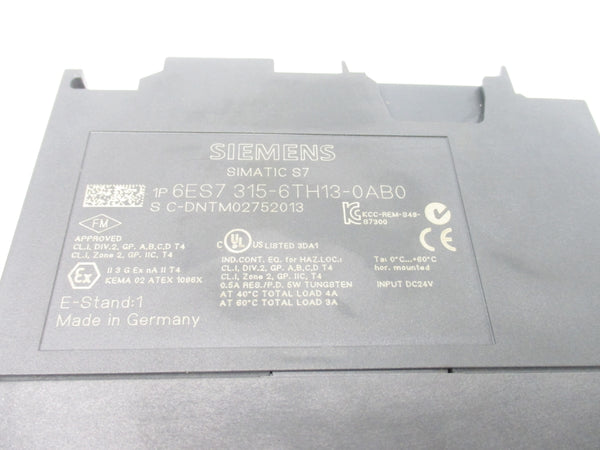 SIEMENS
SIMATIC S7
1P 6ES7 315-6TH13-0AB0
S C-DNTM02752013
FM
APPROVED
CL.I, DIV.2, GP. A,B,C,D T4
CL.I, Zone 2, GP. IIC, T4
Ex II 3 G Ex nA II T4
KEMA 02 ATEX 1096X
E-Stand:1
Made in Germany
C UL US LISTED 3DA1
IND.CONT. EQ. for HAZ.LOC.:
CL.I, DIV.2, GP. A,B,C,D T4
CL.I, Zone 2, GP. IIC, T4
0.5A RES./P.D. 5W TUNGSTEN
AT 40°C TOTAL LOAD 4A
AT 60°C TOTAL LOAD 3A
KCC-REM-S49-
S7300
Ta: 0°C...+60°C
hor. mounted
INPUT DC24V
CE